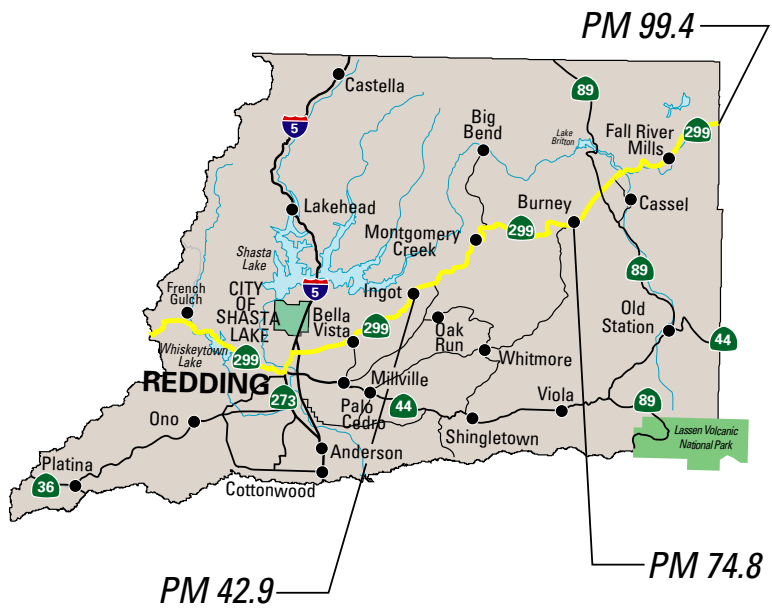 PM 99.4
89
5
Castella
Big
Bend
Lake
Britton
Fall River
Mills
299
Lakehead
Burney
Cassel
Montgomery
Creek
299
Shasta
Lake
89
French
Gulch
CITY
OF
SHASTA
LAKE
5
Ingot
Bella
Vista
299
Oak
Run
Old
Station
44
Whiskeytown
Lake
299
Whitmore
REDDING
273
Millville
Palo
Cedro
44
Viola
89
Ono
Shingletown
Lassen Volcanic
National Park
Anderson
Platina
36
Cottonwood
PM 74.8
PM 42.9